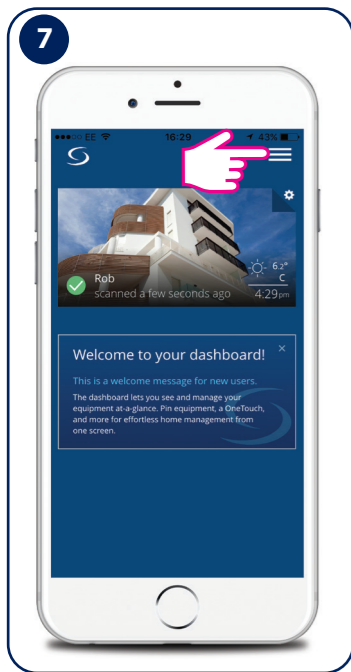 7
EE 16:29 43%
Rob
scanned a few seconds ago
6.2°
C
4:29pm
Welcome to your dashboard!
×
This is a welcome message for new users.
The dashboard lets you see and manage your
equipment at-a-glance. Pin equipment, a OneTouch,
and more for effortless home management from
one screen.